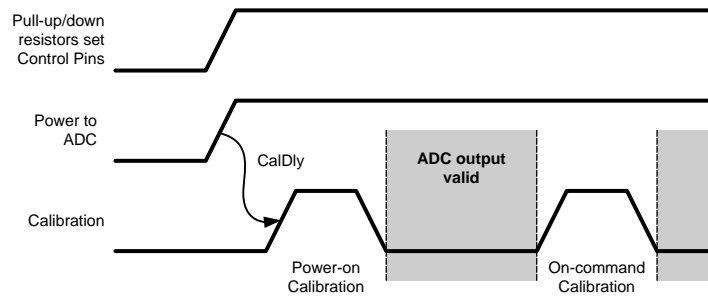 Pull-up/down
resistors set
Control Pins
Power to
ADC
CalDly
ADC output
valid
Calibration
Power-on
Calibration
On-command
Calibration